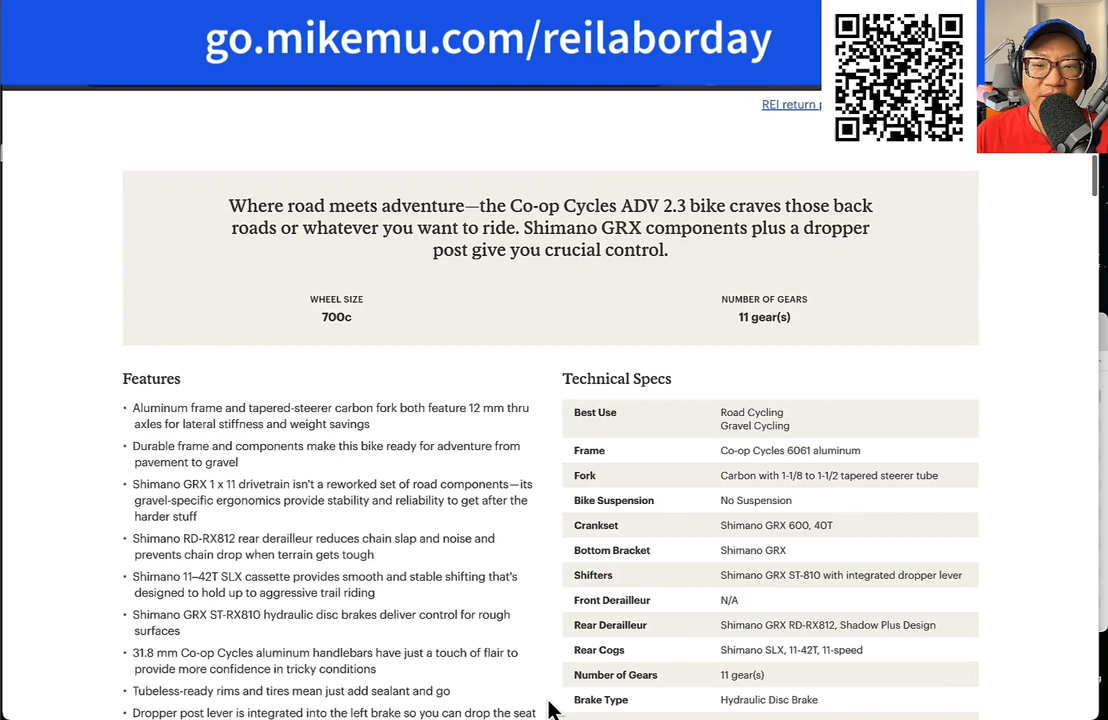 go.mikemu.com/reilaborday
REI return
Where road meets adventure—the Co-op Cycles ADV 2.3 bike craves those back
roads or whatever you want to ride. Shimano GRX components plus a dropper
post give you crucial control.
WHEEL SIZE
700c
NUMBER OF GEARS
11 gear(s)
Features
• Aluminum frame and tapered-steerer carbon fork both feature 12 mm thru
axles for lateral stiffness and weight savings
• Durable frame and components make this bike ready for adventure from
pavement to gravel
• Shimano GRX 1 x 11 drivetrain isn't a reworked set of road components—its
gravel-specific ergonomics provide stability and reliability to get after the
harder stuff
• Shimano RD-RX812 rear derailleur reduces chain slap and noise and
prevents chain drop when terrain gets tough
• Shimano 11–42T SLX cassette provides smooth and stable shifting that's
designed to hold up to aggressive trail riding
• Shimano GRX ST-RX810 hydraulic disc brakes deliver control for rough
surfaces
• 31.8 mm Co-op Cycles aluminum handlebars have just a touch of flair to
provide more confidence in tricky conditions
• Tubeless-ready rims and tires mean just add sealant and go
• Dropper post lever is integrated into the left brake so you can drop the seat
Technical Specs
Best Use Road Cycling
Gravel Cycling
Frame Co-op Cycles 6061 aluminum
Fork Carbon with 1-1/8 to 1-1/2 tapered steerer tube
Bike Suspension No Suspension
Crankset Shimano GRX 600, 40T
Bottom Bracket Shimano GRX
Shifters Shimano GRX ST-810 with integrated dropper lever
Front Derailleur N/A
Rear Derailleur Shimano GRX RD-RX812, Shadow Plus Design
Rear Cogs Shimano SLX, 11-42T, 11-speed
Number of Gears 11 gear(s)
Brake Type Hydraulic Disc Brake